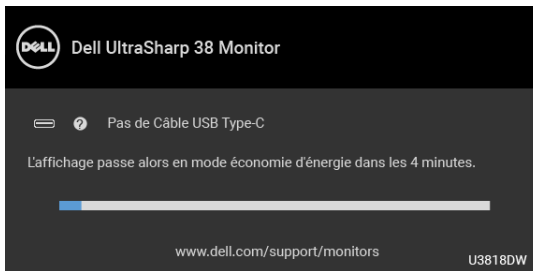 DELL
Dell UltraSharp 38 Monitor
? Pas de Câble USB Type-C
L'affichage passe alors en mode économie d'énergie dans les 4 minutes.
www.dell.com/support/monitors
U3818DW